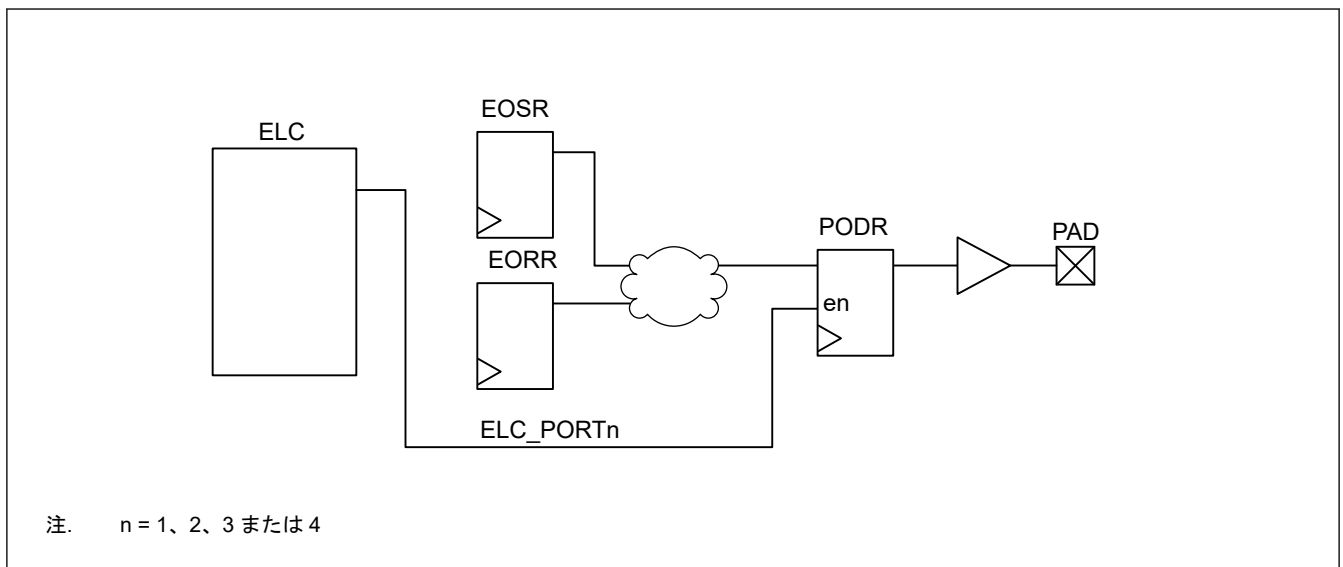 EOSR
ELC
EORR
PODR
PAD
en
ELC_PORTn
注. n = 1、2、3 または 4